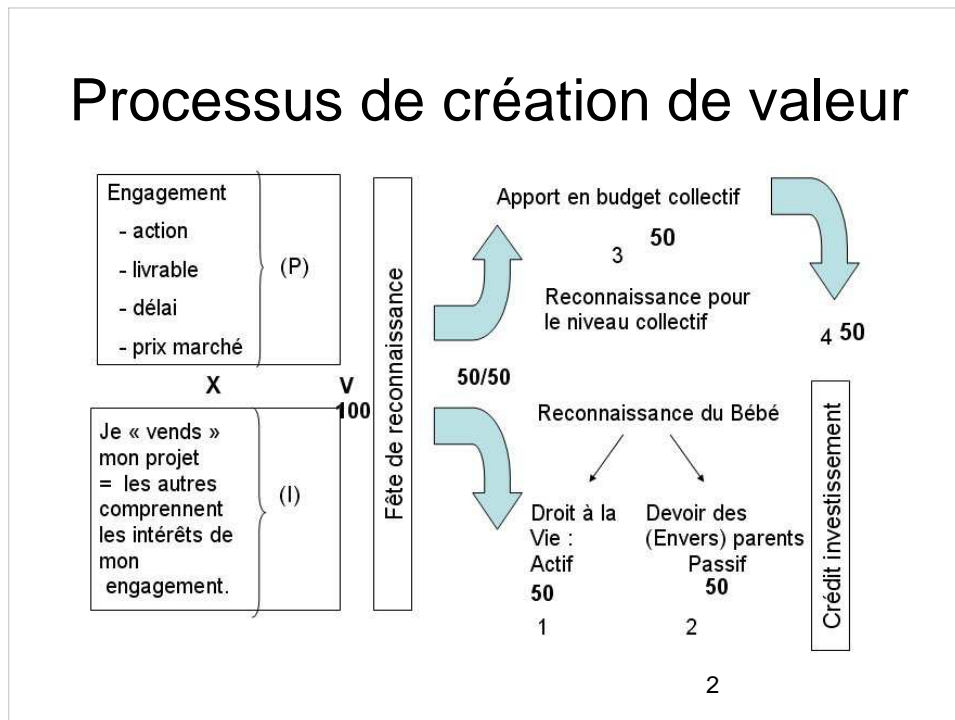 Processus de création de valeur
Engagement
- action
- livrable
- délai
- prix marché
(P)
X
V
100
Je « vends »
mon projet
= les autres
comprennent
les intérêts de
mon
engagement.
(I)
Fête de reconnaissance
50/50
Apport en budget collectif
50
3
Reconnaissance pour
le niveau collectif
4 50
Reconnaissance du Bébé
Droit à la
Vie :
Actif
50
1
Devoir des
(Envers) parents
Passif
50
2
Crédit investissement
2